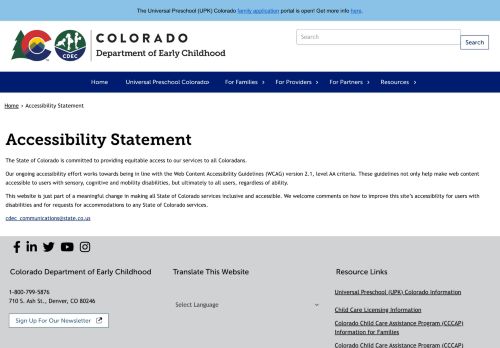 The Universal Preschool (UPK) Colorado family application portal is open! Get more info here.
COLORADO
Department of Early Childhood
CDEC
Search
Search
Home
Universal Preschool Colorado
For Families
For Providers
For Partners
Resources
Home › Accessibility Statement
Accessibility Statement
The State of Colorado is committed to providing equitable access to our services to all Coloradans.
Our ongoing accessibility effort works towards being in line with the Web Content Accessibility Guidelines (WCAG) version 2.1, level AA criteria. These guidelines not only help make web content
accessible to users with sensory, cognitive and mobility disabilities, but ultimately to all users, regardless of ability.
This website is just part of a meaningful change in making all State of Colorado services inclusive and accessible. We welcome comments on how to improve this site's accessibility for users with
disabilities and for requests for accommodations to any State of Colorado services.
cdec_communications@state.co.us
Colorado Department of Early Childhood
1-800-799-5876
710 S. Ash St., Denver, CO 80246
Sign Up For Our Newsletter
Translate This Website
Select Language
Resource Links
Universal Preschool (UPK) Colorado Information
Child Care Licensing Information
Colorado Child Care Assistance Program (CCCAP)
Information for Families
Colorado Child Care Assistance Program (CCCAP)